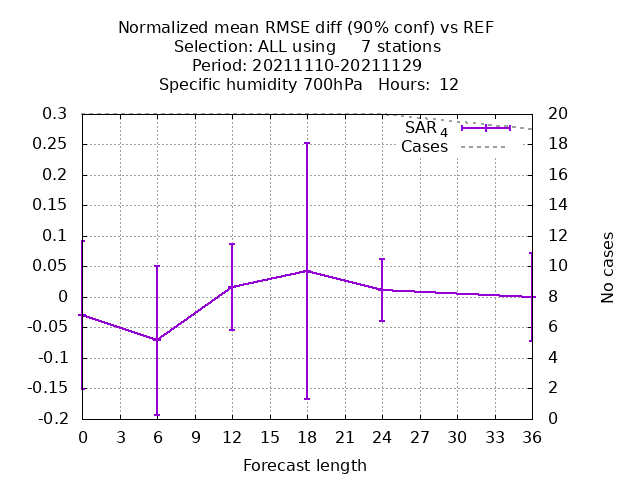 Normalized mean RMSE diff (90% conf) vs REF
Selection: ALL using     7 stations
Period: 20211110-20211129
Specific humidity 700hPa   Hours:  12
0.3
0.25
0.2
0.15
0.1
0.05
0
-0.05
-0.1
-0.15
-0.2
SAR 4
Cases
20
18
16
14
12
10
8
6
4
2
0
No cases
0 3 6 9 12 15 18 21 24 27 30 33 36
Forecast length